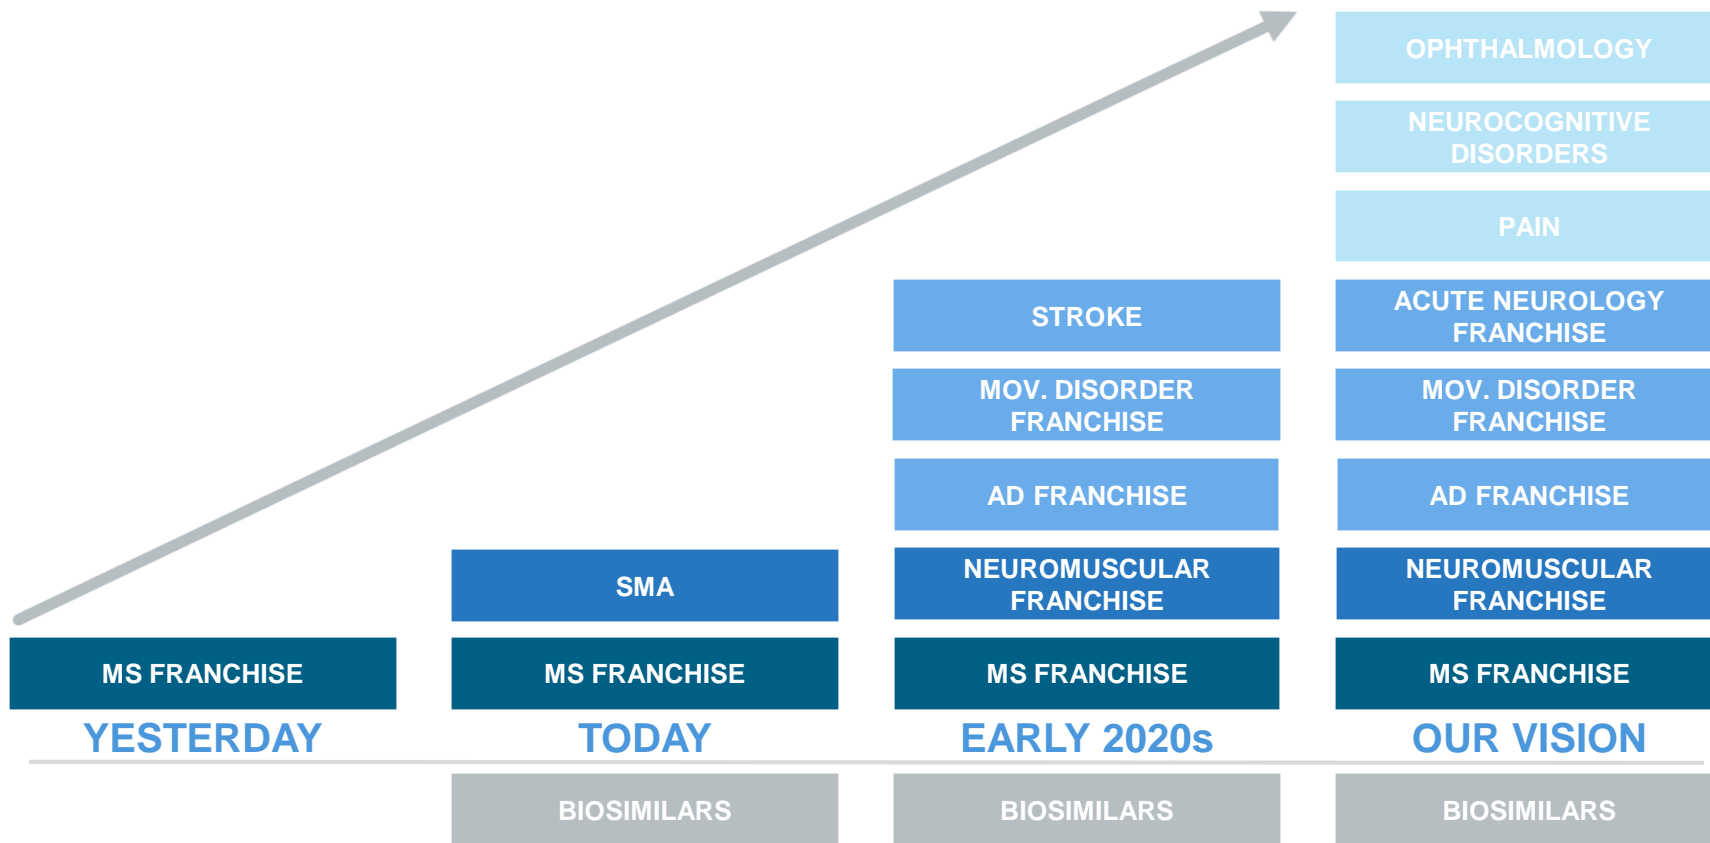 OPHTHALMOLOGY
NEUROCOGNITIVE
DISORDERS
PAIN
STROKE
ACUTE NEUROLOGY
FRANCHISE
MOV. DISORDER
FRANCHISE
MOV. DISORDER
FRANCHISE
AD FRANCHISE
AD FRANCHISE
SMA
NEUROMUSCULAR
FRANCHISE
NEUROMUSCULAR
FRANCHISE
MS FRANCHISE
MS FRANCHISE
MS FRANCHISE
MS FRANCHISE
YESTERDAY
TODAY
EARLY 2020s
OUR VISION
BIOSIMILARS
BIOSIMILARS
BIOSIMILARS